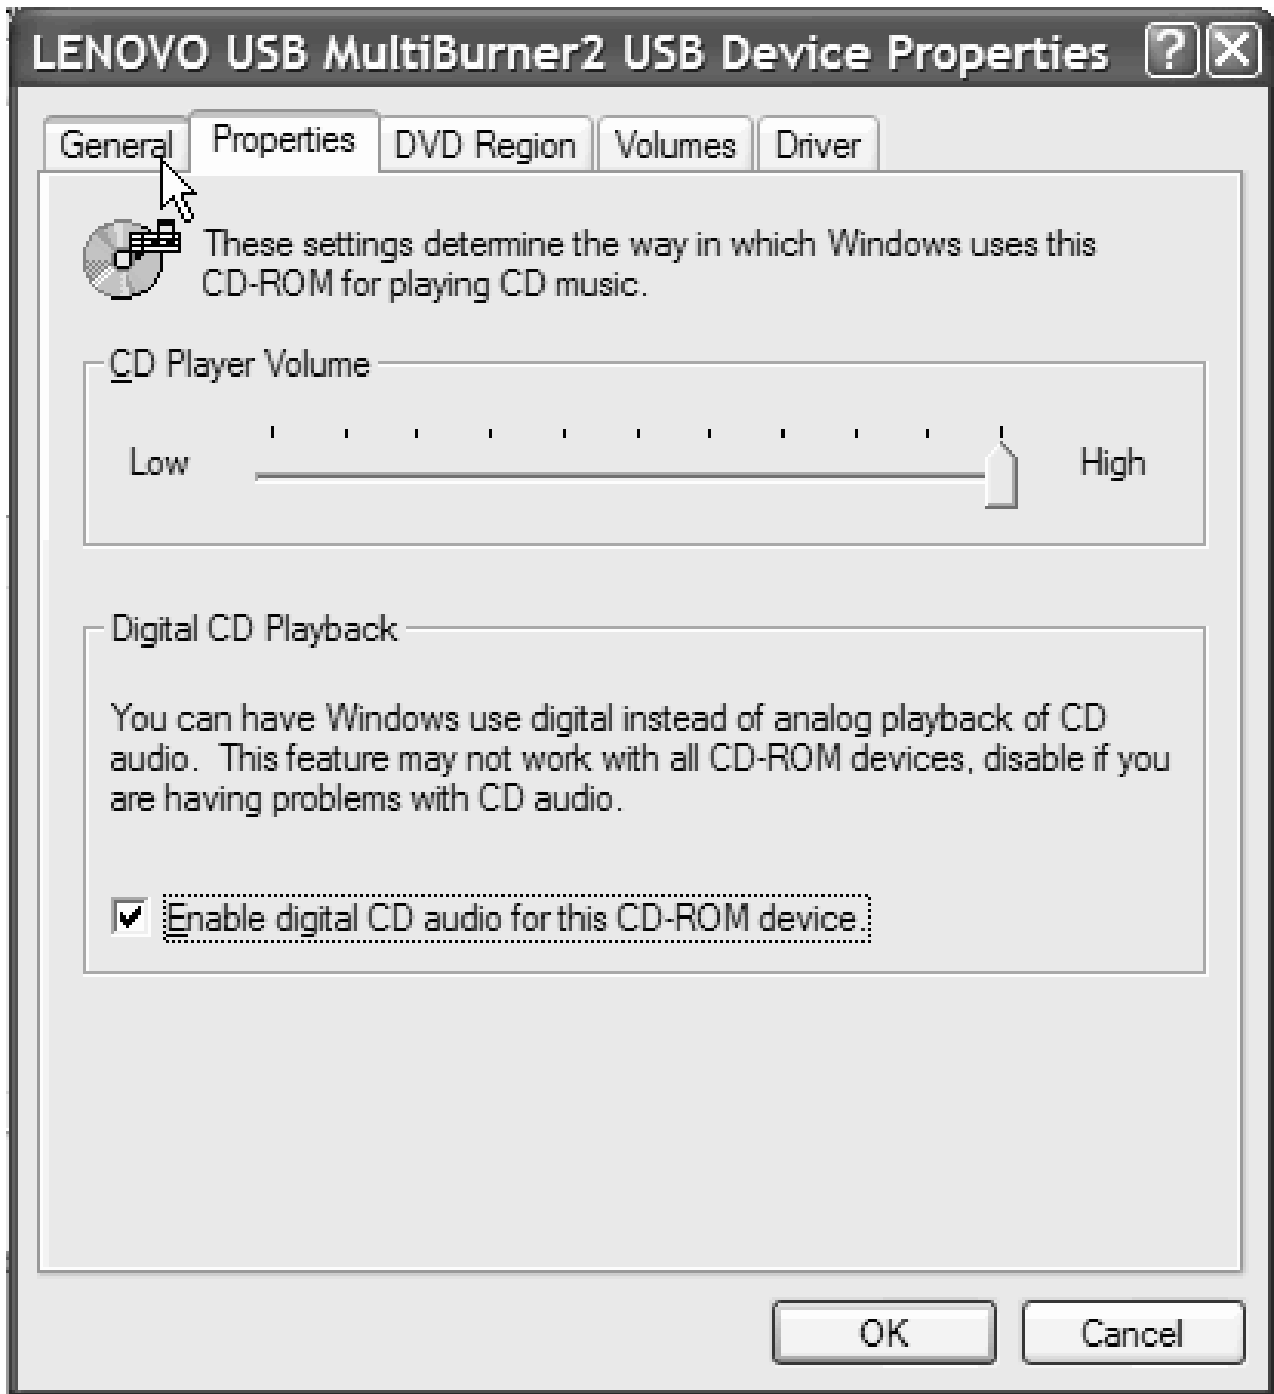 LENOVO USB MultiBurner2 USB Device Properties
General Properties DVD Region Volumes Driver
These settings determine the way in which Windows uses this
CD-ROM for playing CD music.
CD Player Volume
Low High
Digital CD Playback
You can have Windows use digital instead of analog playback of CD
audio. This feature may not work with all CD-ROM devices, disable if you
are having problems with CD audio.
Enable digital CD audio for this CD-ROM device.
OK Cancel